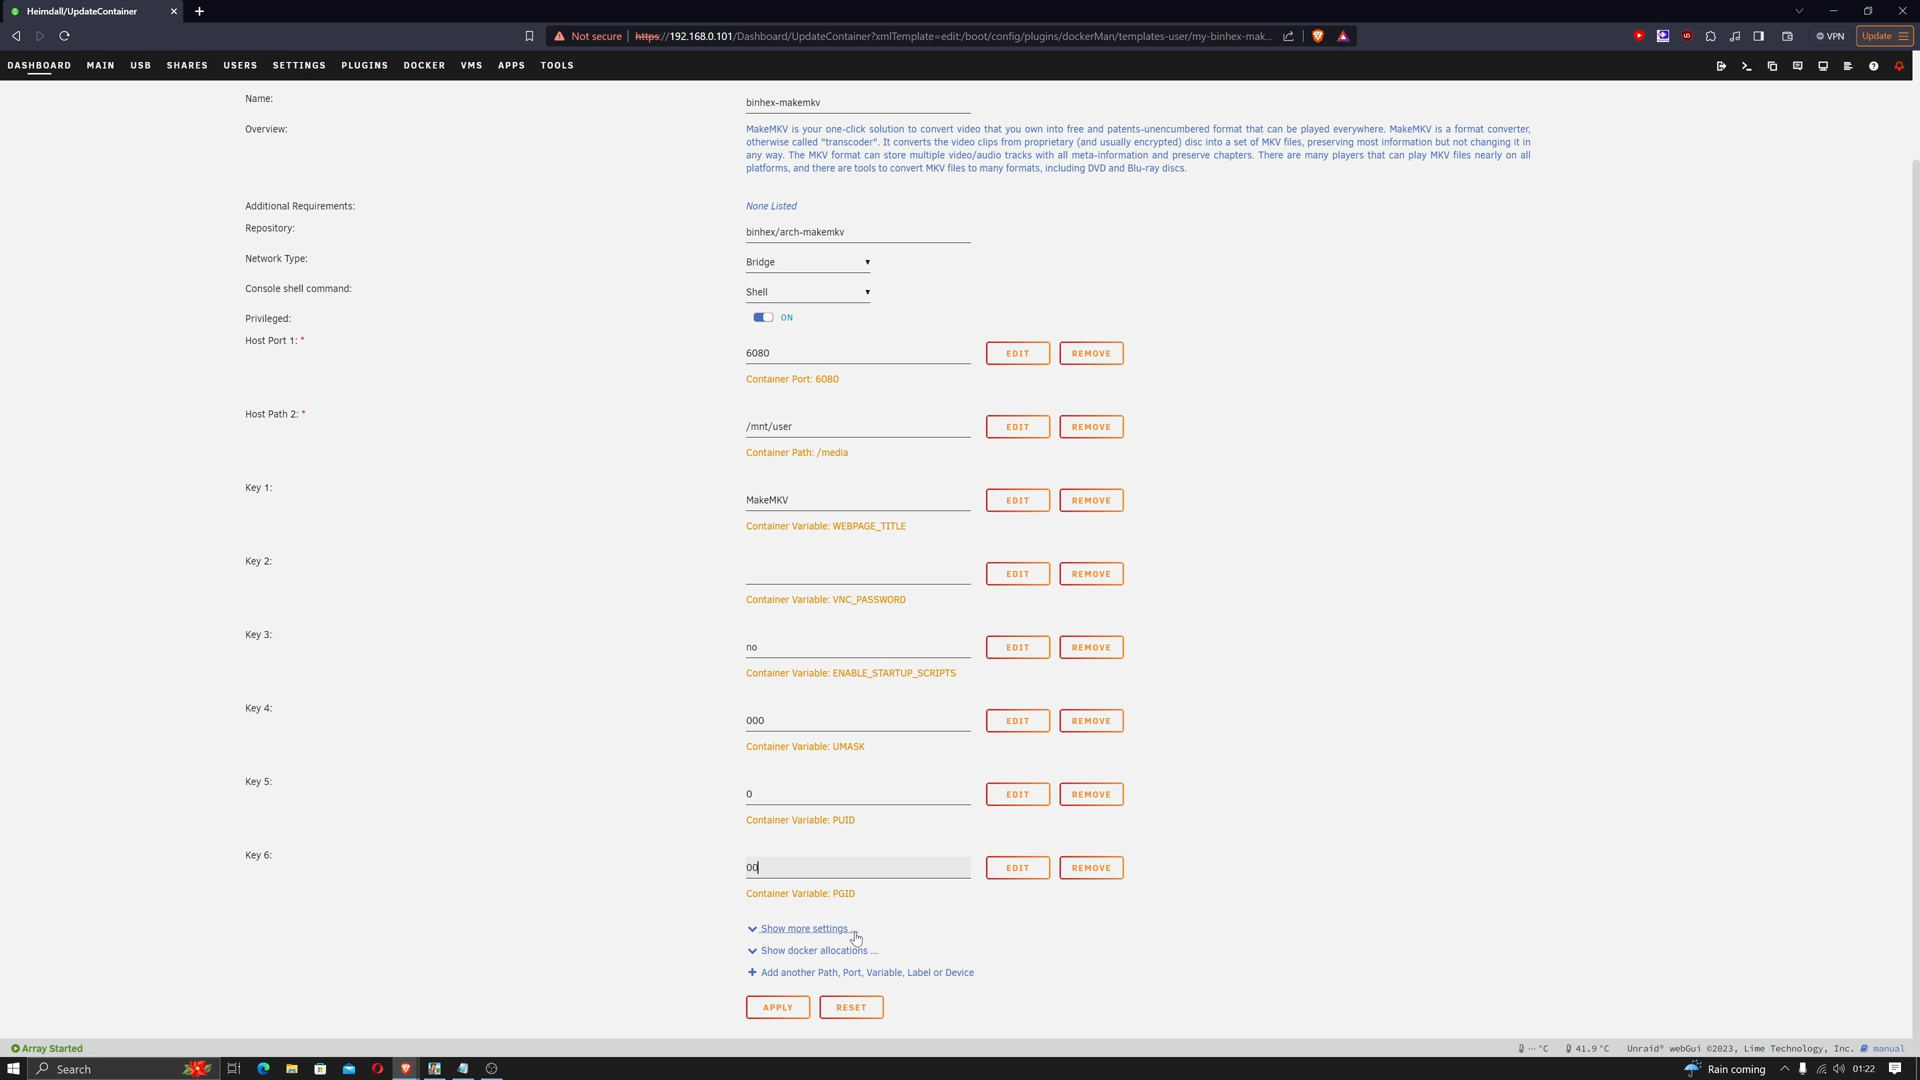 Heimdall/UpdateContainer
Not secure
https://192.168.0.101/Dashboard/UpdateContainer?xmlTemplate=edit:/boot/config/plugins/dockerMan/templates-user/my-binhex-mak...
VPN
Update
DASHBOARD MAIN USB SHARES USERS SETTINGS PLUGINS DOCKER VMS APPS TOOLS
Name:
binhex-makemkv
Overview:
MakeMKV is your one-click solution to convert video that you own into free and patents-unencumbered format that can be played everywhere. MakeMKV is a format converter,
otherwise called "transcoder". It converts the video clips from proprietary (and usually encrypted) disc into a set of MKV files, preserving most information but not changing it in
any way. The MKV format can store multiple video/audio tracks with all meta-information and preserve chapters. There are many players that can play MKV files nearly on all
platforms, and there are tools to convert MKV files to many formats, including DVD and Blu-ray discs.
Additional Requirements:
None Listed
Repository:
binhex/arch-makemkv
Network Type:
Bridge
Console shell command:
Shell
Privileged:
ON
Host Port 1: *
6080
EDIT REMOVE
Container Port: 6080
Host Path 2: *
/mnt/user
EDIT REMOVE
Container Path: /media
Key 1:
MakeMKV
EDIT REMOVE
Container Variable: WEBPAGE_TITLE
Key 2:
EDIT REMOVE
Container Variable: VNC_PASSWORD
Key 3:
no
EDIT REMOVE
Container Variable: ENABLE_STARTUP_SCRIPTS
Key 4:
000
EDIT REMOVE
Container Variable: UMASK
Key 5:
0
EDIT REMOVE
Container Variable: PUID
Key 6:
00
EDIT REMOVE
Container Variable: PGID
Show more settings ...
Show docker allocations ...
Add another Path, Port, Variable, Label or Device
APPLY RESET
Array Started
--- °C 41.9 °C Unraid® webGui ©2023, Lime Technology, Inc. manual
Search
Rain coming
01:22